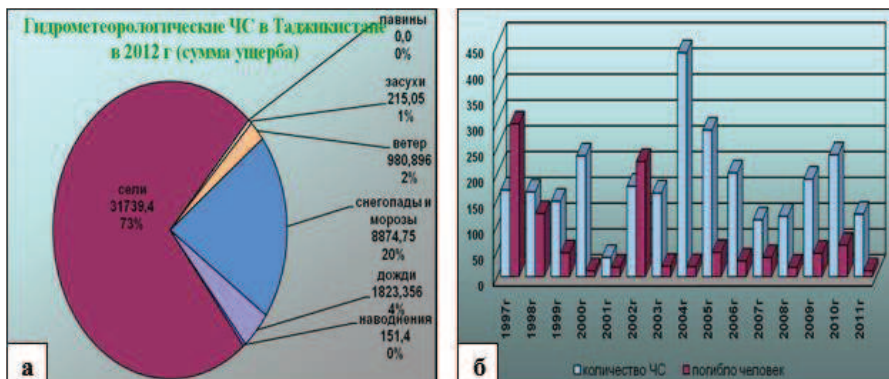 Гидрометеорологические ЧС в Таджикистане
в 2012 г (сумма ущерба)
лавины
0,0
0%
засухи
215,05
1%
ветер
980,896
2%
снегопады и
морозы
8874,75
20%
дожди
1823,356
4%
наводнения
151,4
0%
сели
31739,4
73%
а
450
400
350
300
250
200
150
100
50
0
1997г
1998г
1999г
2000г
2001г
2002г
2003г
2004г
2005г
2006г
2007г
2008г
2009г
2010г
2011г
количество ЧС
погибло человек
б